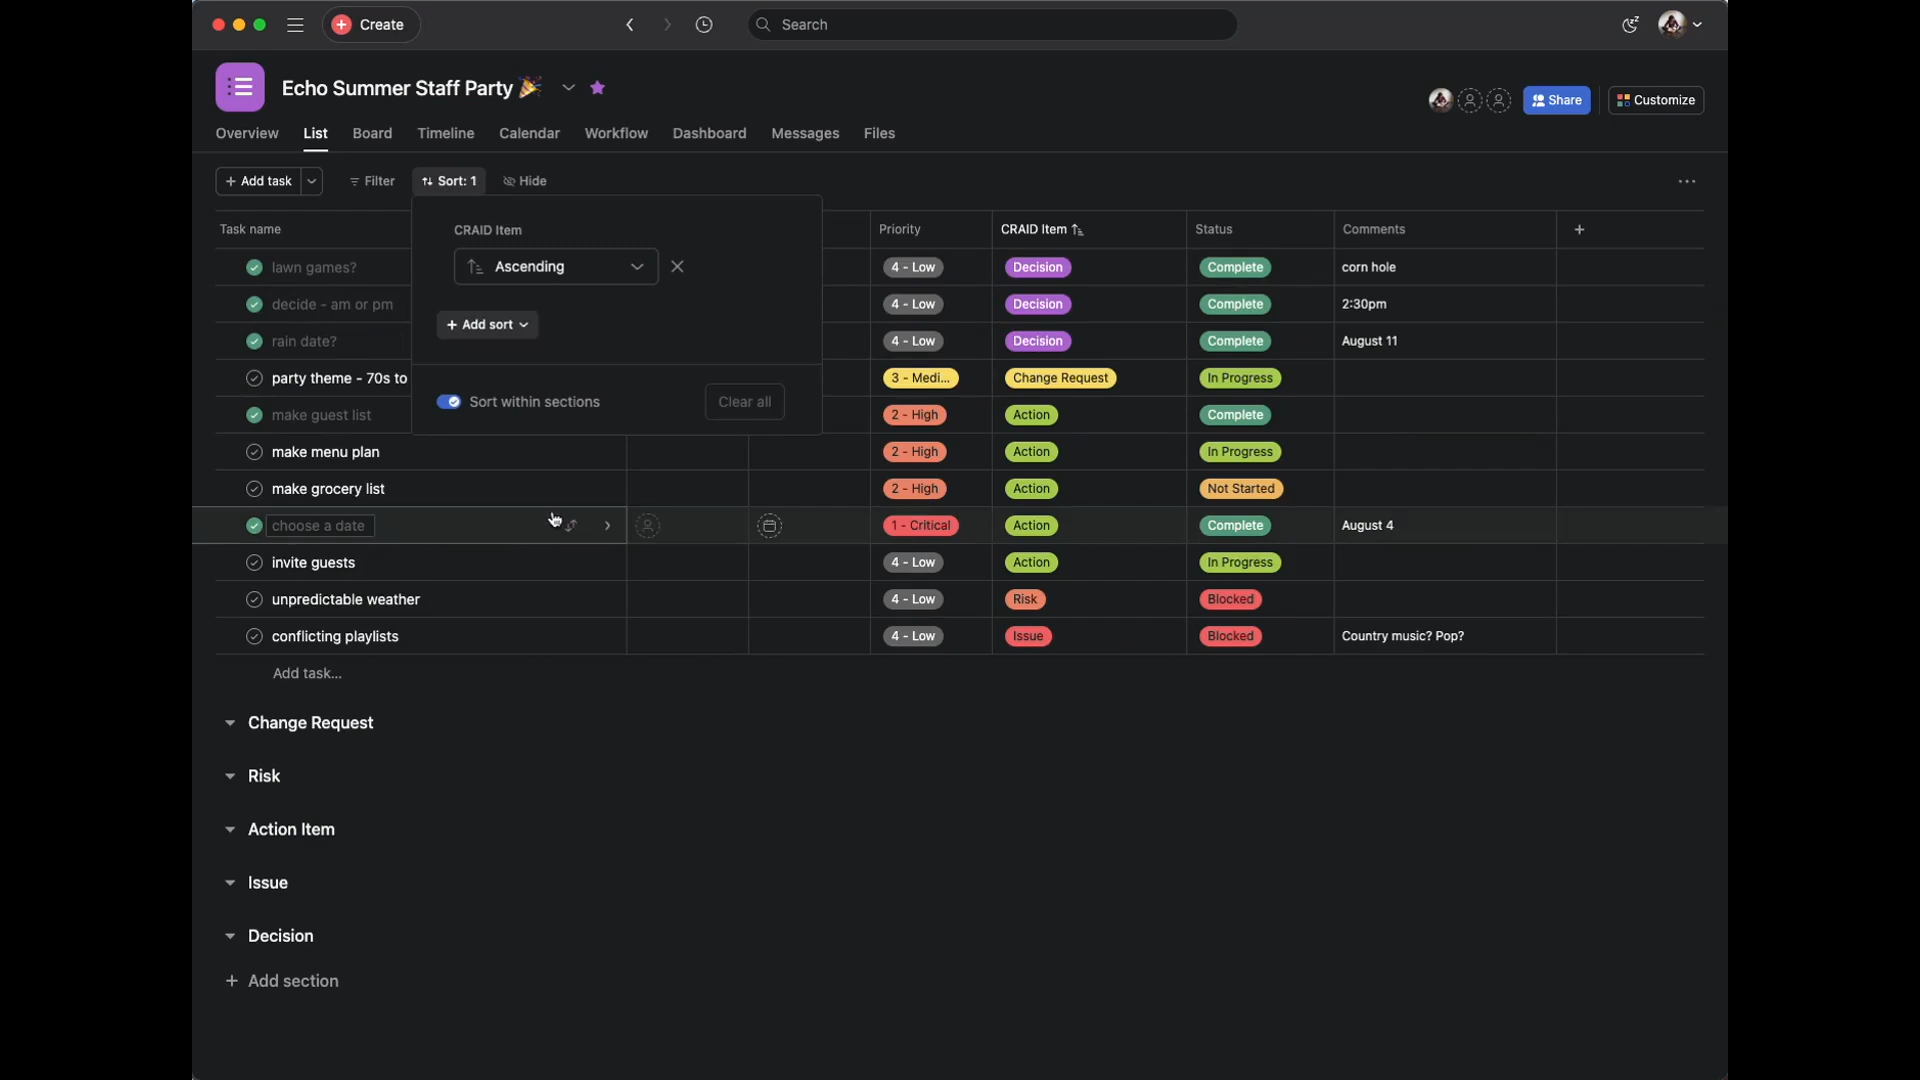 Create
Search
Echo Summer Staff Party 🎉
Share
Customize
Overview List Board Timeline Calendar Workflow Dashboard Messages Files
+ Add task Filter Sort: 1 Hide
Task name Priority CRAID Item Status Comments
CRAID Item
Ascending
+ Add sort
Sort within sections Clear all
lawn games? 4 - Low Decision Complete corn hole
decide - am or pm 4 - Low Decision Complete 2:30pm
rain date? 4 - Low Decision Complete August 11
party theme - 70s to 3 - Medi... Change Request In Progress
make guest list 2 - High Action Complete
make menu plan 2 - High Action In Progress
make grocery list 2 - High Action Not Started
choose a date 1 - Critical Action Complete August 4
invite guests 4 - Low Action In Progress
unpredictable weather 4 - Low Risk Blocked
conflicting playlists 4 - Low Issue Blocked Country music? Pop?
Add task...
Change Request
Risk
Action Item
Issue
Decision
+ Add section